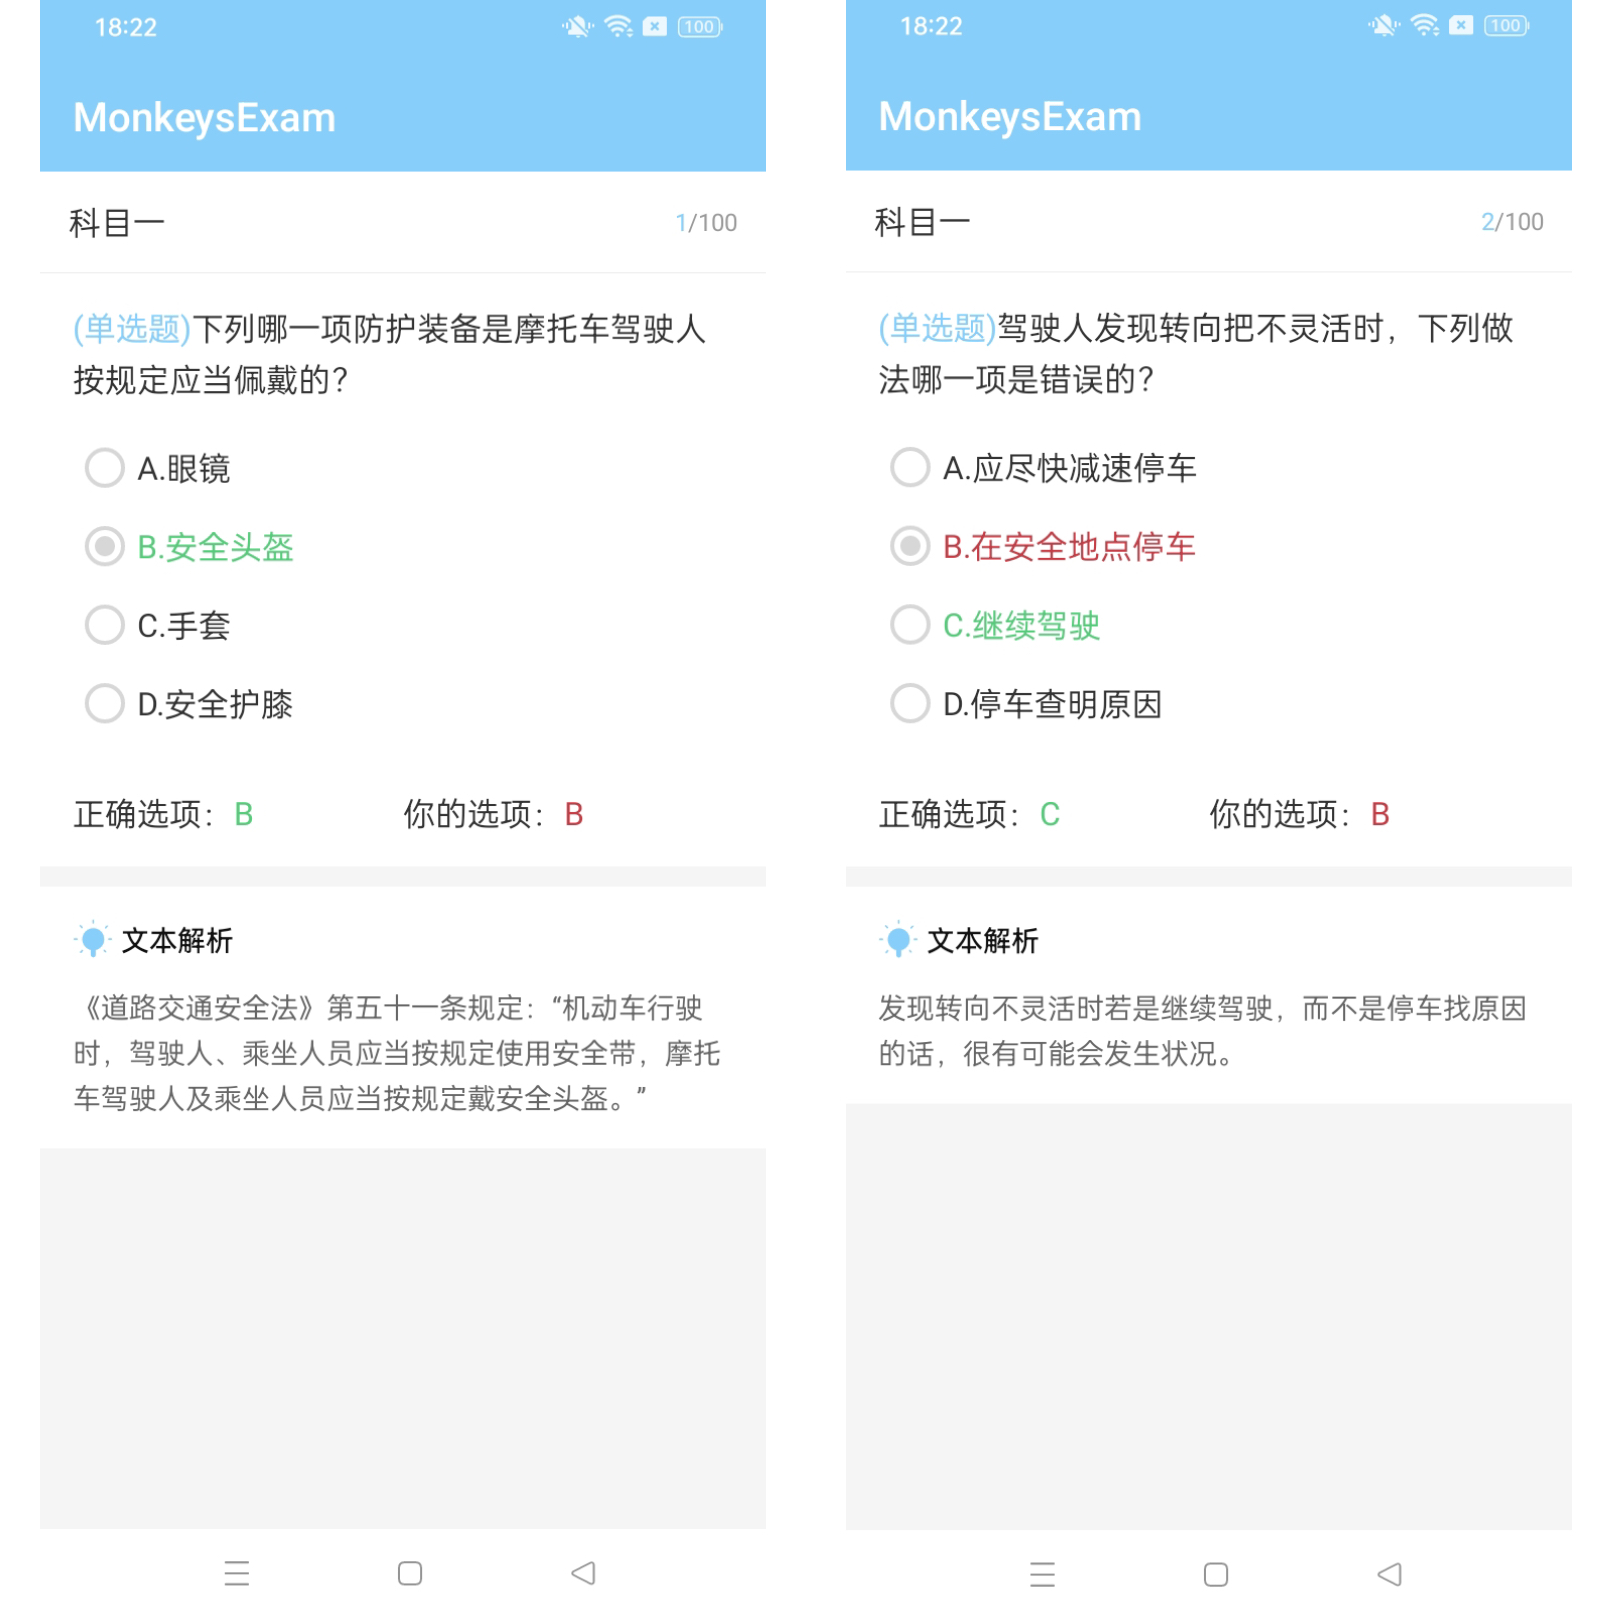 18:22
100
MonkeysExam
科目一
1/100
(单选题)下列哪一项防护装备是摩托车驾驶人
按规定应当佩戴的?
A.眼镜
B.安全头盔
C.手套
D.安全护膝
正确选项：B
你的选项：B
文本解析
《道路交通安全法》第五十一条规定：“机动车行驶
时，驾驶人、乘坐人员应当按规定使用安全带，摩托
车驾驶人及乘坐人员应当按规定戴安全头盔。”
18:22
100
MonkeysExam
科目一
2/100
(单选题)驾驶人发现转向把不灵活时，下列做
法哪一项是错误的?
A.应尽快减速停车
B.在安全地点停车
C.继续驾驶
D.停车查明原因
正确选项：C
你的选项：B
文本解析
发现转向不灵活时若是继续驾驶，而不是停车找原因
的话，很有可能会发生状况。